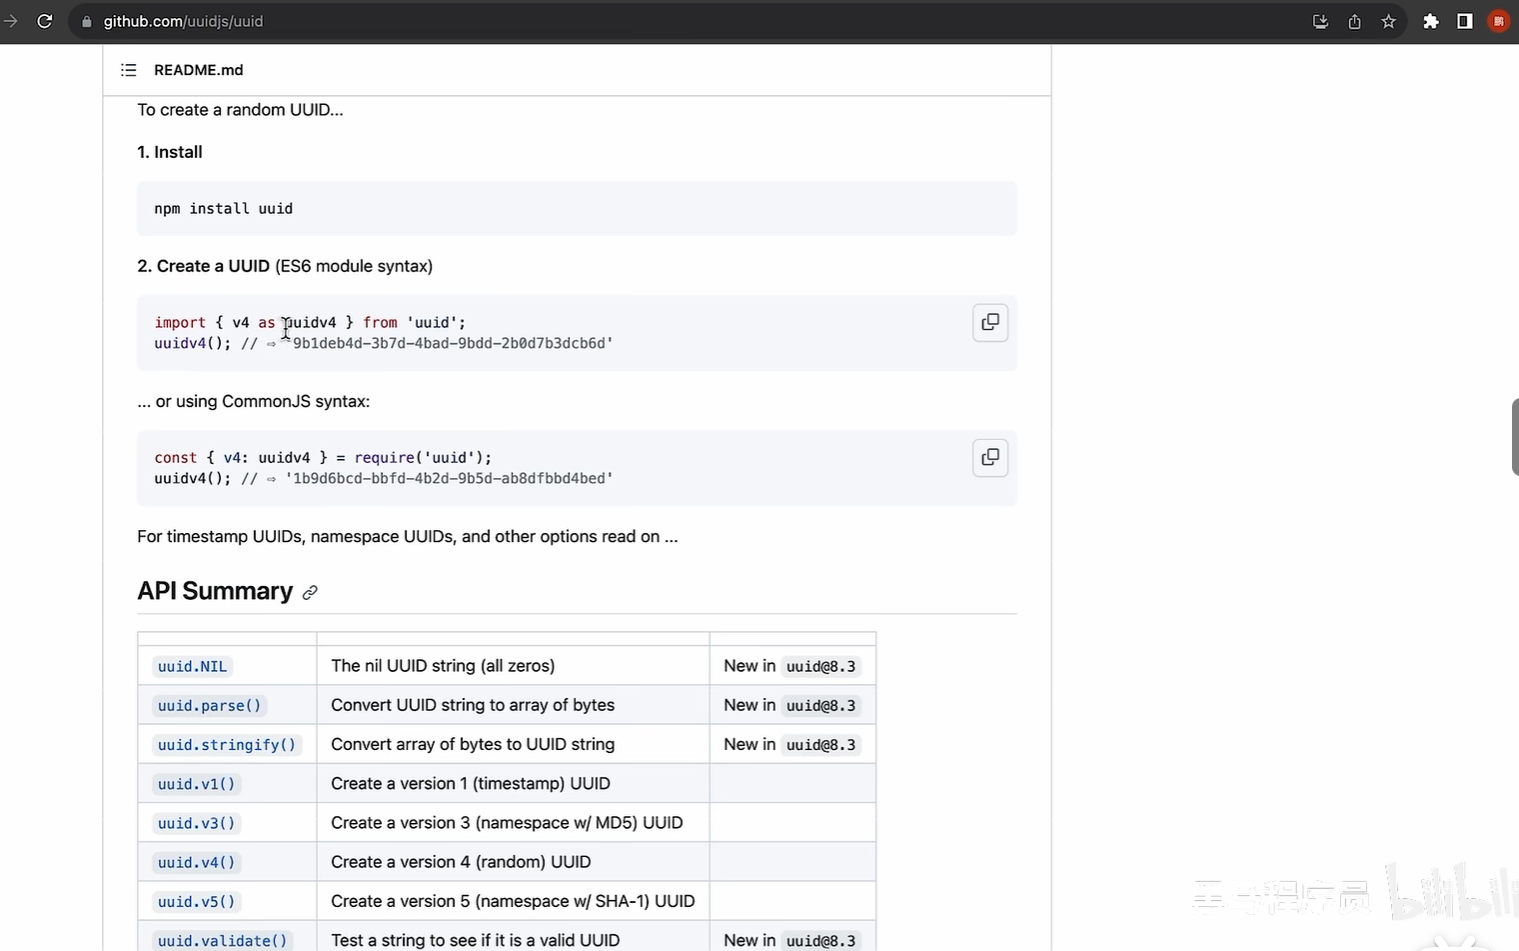 github.com/uuidjs/uuid
README.md
To create a random UUID...
1. Install
npm install uuid
2. Create a UUID (ES6 module syntax)
import { v4 as uuidv4 } from 'uuid';
uuidv4(); // ⇨ '9b1deb4d-3b7d-4bad-9bdd-2b0d7b3dcb6d'
... or using CommonJS syntax:
const { v4: uuidv4 } = require('uuid');
uuidv4(); // ⇨ '1b9d6bcd-bbfd-4b2d-9b5d-ab8dfbbd4bed'
For timestamp UUIDs, namespace UUIDs, and other options read on ...
API Summary
uuid.NIL The nil UUID string (all zeros) New in uuid@8.3
uuid.parse() Convert UUID string to array of bytes New in uuid@8.3
uuid.stringify() Convert array of bytes to UUID string New in uuid@8.3
uuid.v1() Create a version 1 (timestamp) UUID
uuid.v3() Create a version 3 (namespace w/ MD5) UUID
uuid.v4() Create a version 4 (random) UUID
uuid.v5() Create a version 5 (namespace w/ SHA-1) UUID
uuid.validate() Test a string to see if it is a valid UUID New in uuid@8.3
黑马程序员 bilibili